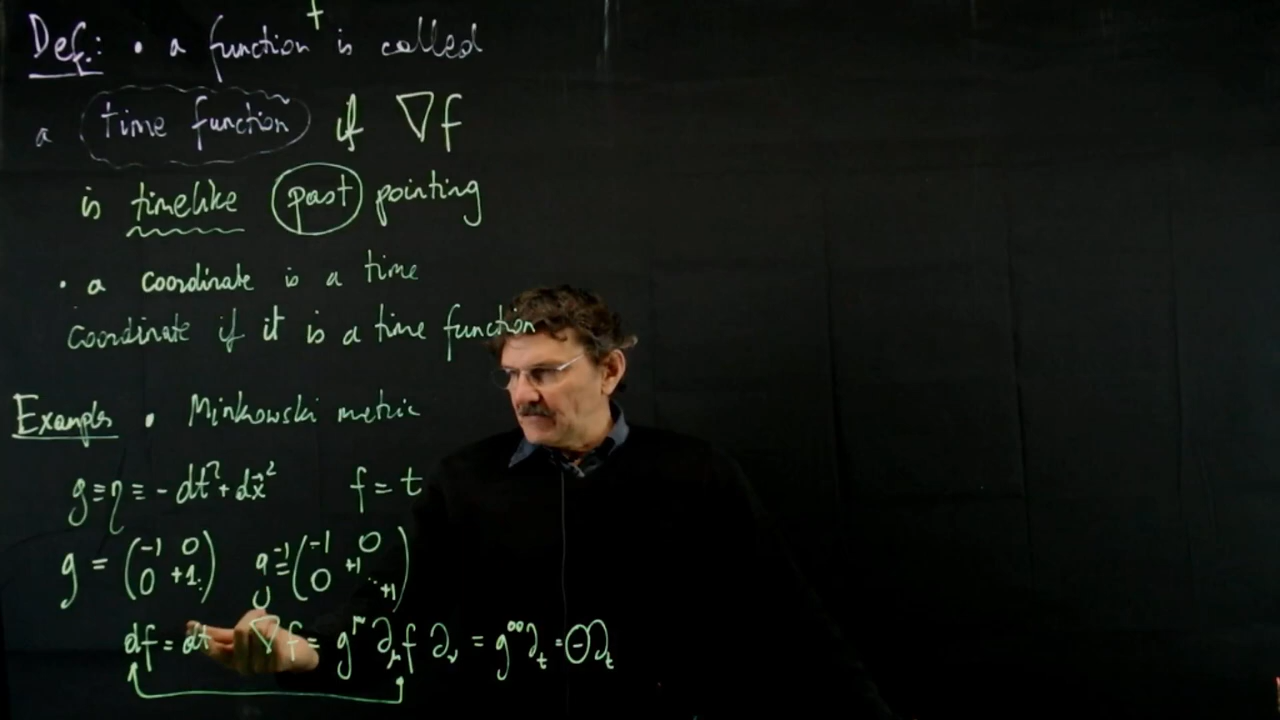 Def.: • a function f is called
a time function if ∇f
is timelike past pointing
• a coordinate is a time
coordinate if it is a time function
Examples • Minkowski metric
g ≡ η ≡ - dt² + dx⃗² f = t
g = (-1 0 0 +1 ⋱) g⁻¹ = (-1 0 0 +1 ⋱ +1)
df = dt ∇f = g^μν ∂_μ f ∂_ν = g⁰⁰ ∂_t = ⊖∂_t